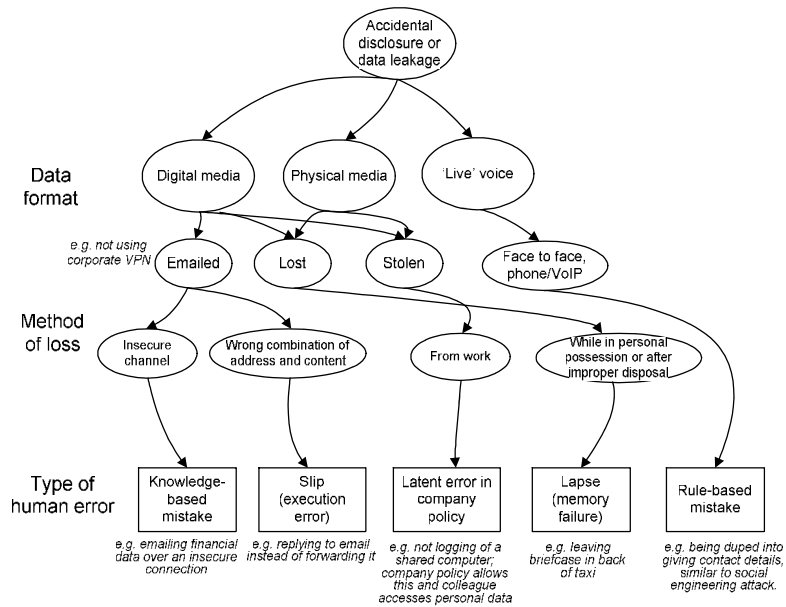 Accidental
disclosure or
data leakage
Data
format
Digital media
Physical media
'Live' voice
e.g. not using
corporate VPN
Emailed
Lost
Stolen
Face to face,
phone/VoIP
Method
of loss
Insecure
channel
Wrong combination of
address and content
From work
While in personal
possession or after
improper disposal
Type of
human error
Knowledge-
based
mistake
Slip
(execution
error)
Latent error in
company
policy
Lapse
(memory
failure)
Rule-based
mistake
e.g. emailing financial
data over an insecure
connection
e.g. replying to email
instead of forwarding it
e.g. not logging of a
shared computer;
company policy allows
this and colleague
accesses personal data
e.g. leaving
briefcase in back
of taxi
e.g. being duped into
giving contact details,
similar to social
engineering attack.